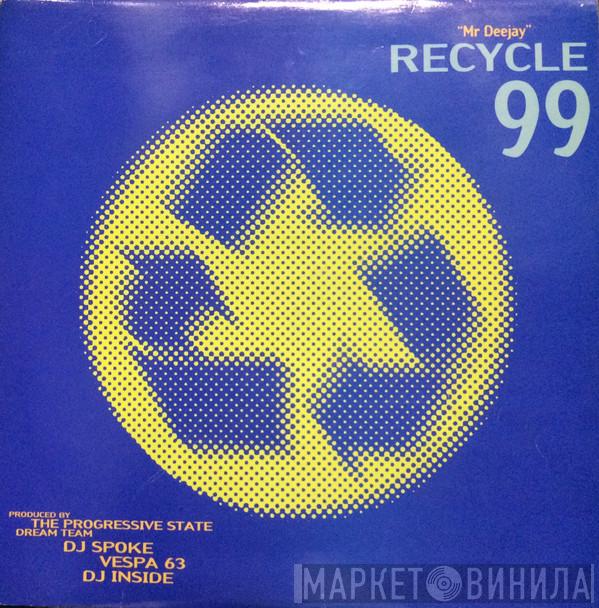 "Mr Deejay"
RECYCLE
99
PRODUCED BY
THE PROGRESSIVE STATE
DREAM TEAM
DJ SPOKE
VESPA 63
DJ INSIDE
МАРКЕТ ВИНИЛА